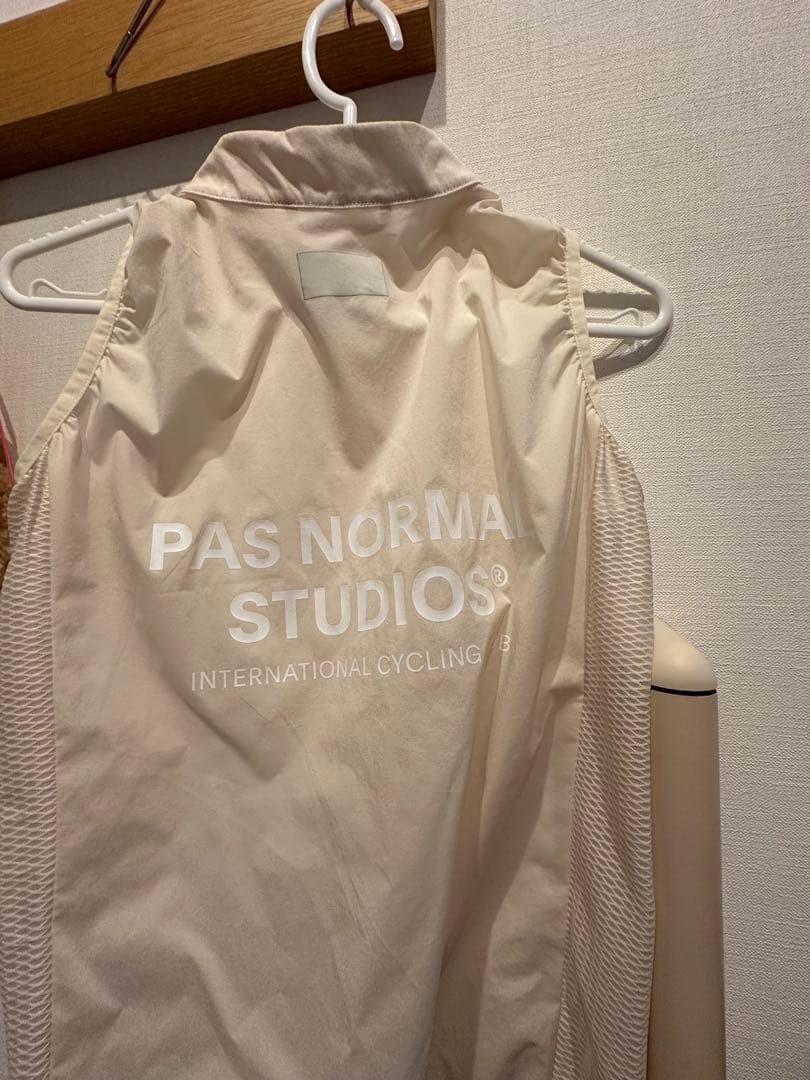 PAS NORMAL
STUDIOS®
INTERNATIONAL CYCLING